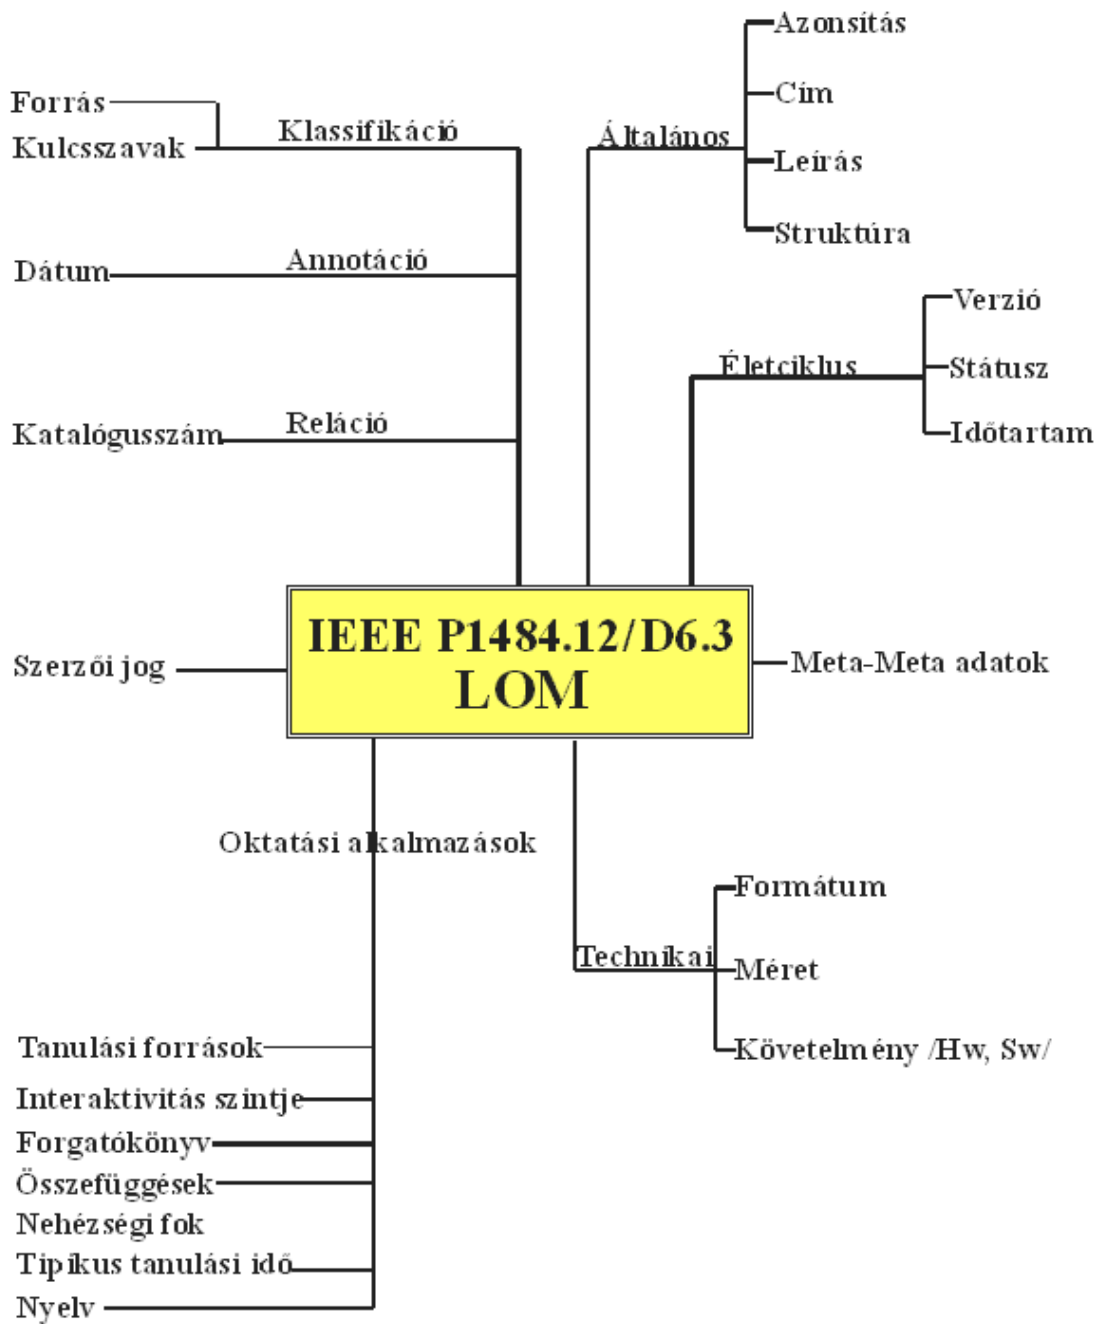 Azonsítás
Forrás
Cím
Klassifikáció
Általános
Kulcsszavak
Leírás
Struktúra
Annotáció
Dátum
Verzió
Életciklus
Státusz
Reláció
Katalógusszám
Időtartam
IEEE P1484.12/D6.3
LOM
Szerzői jog
Meta-Meta adatok
Oktatási alkalmazások
Formátum
Technikai
Méret
Tanulási források
Követelmény /Hw, Sw/
Interaktivitás szintje
Forgatókönyv
Összefüggések
Nehézségi fok
Tipikus tanulási idő
Nyelv